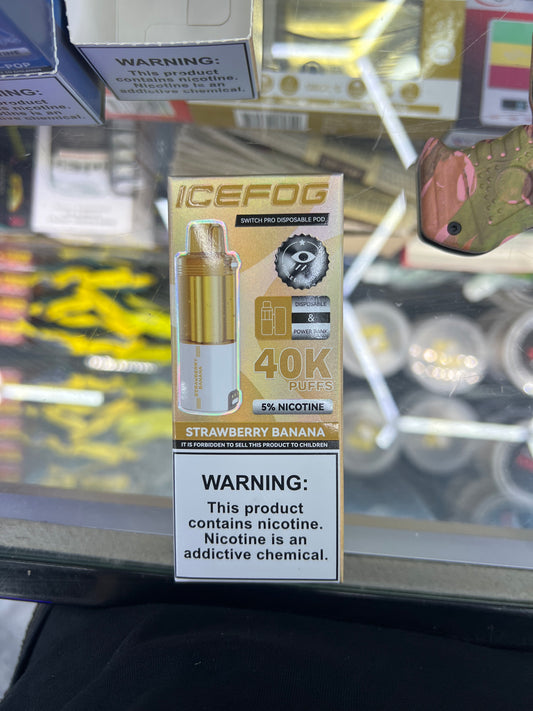 WARNING:
This product
contains nicotine.
Nicotine is an
addictive chemical.
ICEFOG
SWITCH PRO DISPOSABLE POD
DISPOSABLE
&
POWER BANK
40K
PUFFS
5% NICOTINE
STRAWBERRY
BANANA
STRAWBERRY BANANA
IT IS FORBIDDEN TO SELL THIS PRODUCT TO CHILDREN
WARNING:
This product
contains nicotine.
Nicotine is an
addictive chemical.